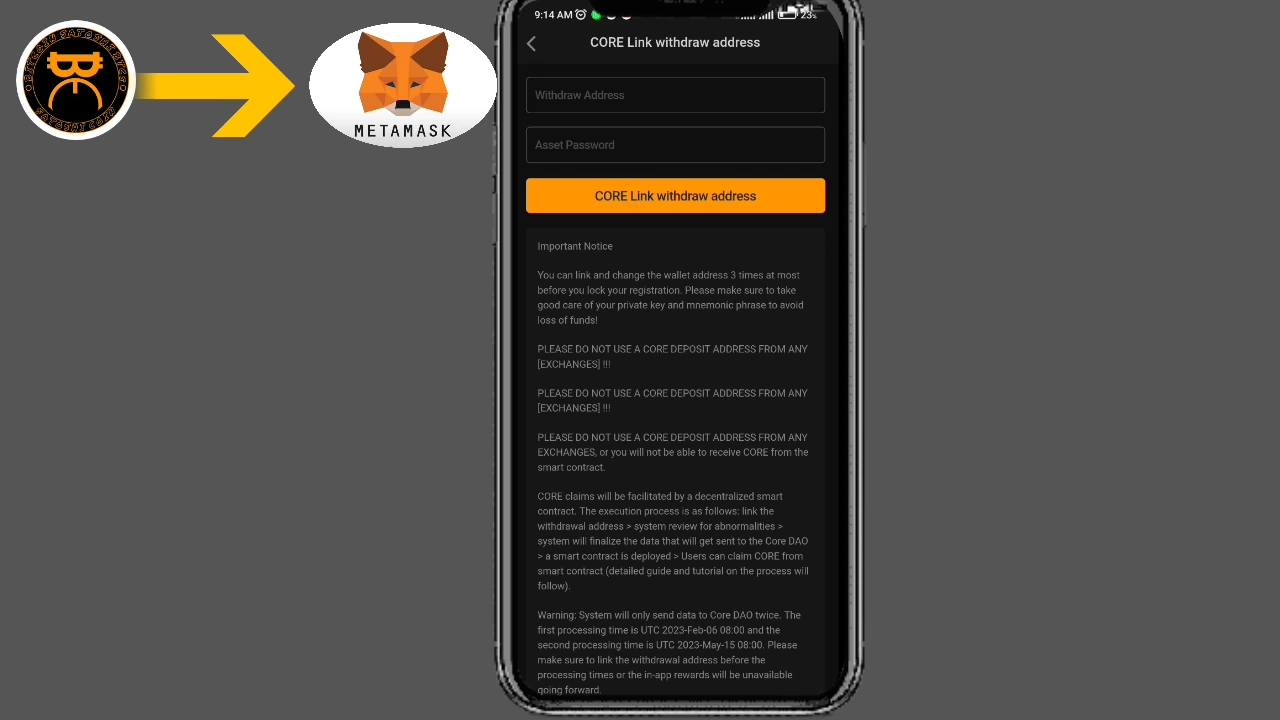 METAMASK
9:14 AM
23%
CORE Link withdraw address
Withdraw Address
Asset Password
CORE Link withdraw address
Important Notice
You can link and change the wallet address 3 times at most
before you lock your registration. Please make sure to take
good care of your private key and mnemonic phrase to avoid
loss of funds!
PLEASE DO NOT USE A CORE DEPOSIT ADDRESS FROM ANY
[EXCHANGES] !!!
PLEASE DO NOT USE A CORE DEPOSIT ADDRESS FROM ANY
[EXCHANGES] !!!
PLEASE DO NOT USE A CORE DEPOSIT ADDRESS FROM ANY
EXCHANGES, or you will not be able to receive CORE from the
smart contract.
CORE claims will be facilitated by a decentralized smart
contract. The execution process is as follows: link the
withdrawal address > system review for abnormalities >
system will finalize the data that will get sent to the Core DAO
> a smart contract is deployed > Users can claim CORE from
smart contract (detailed guide and tutorial on the process will
follow).
Warning: System will only send data to Core DAO twice. The
first processing time is UTC 2023-Feb-06 08:00 and the
second processing time is UTC 2023-May-15 08:00. Please
make sure to link the withdrawal address before the
processing times or the in-app rewards will be unavailable
going forward.